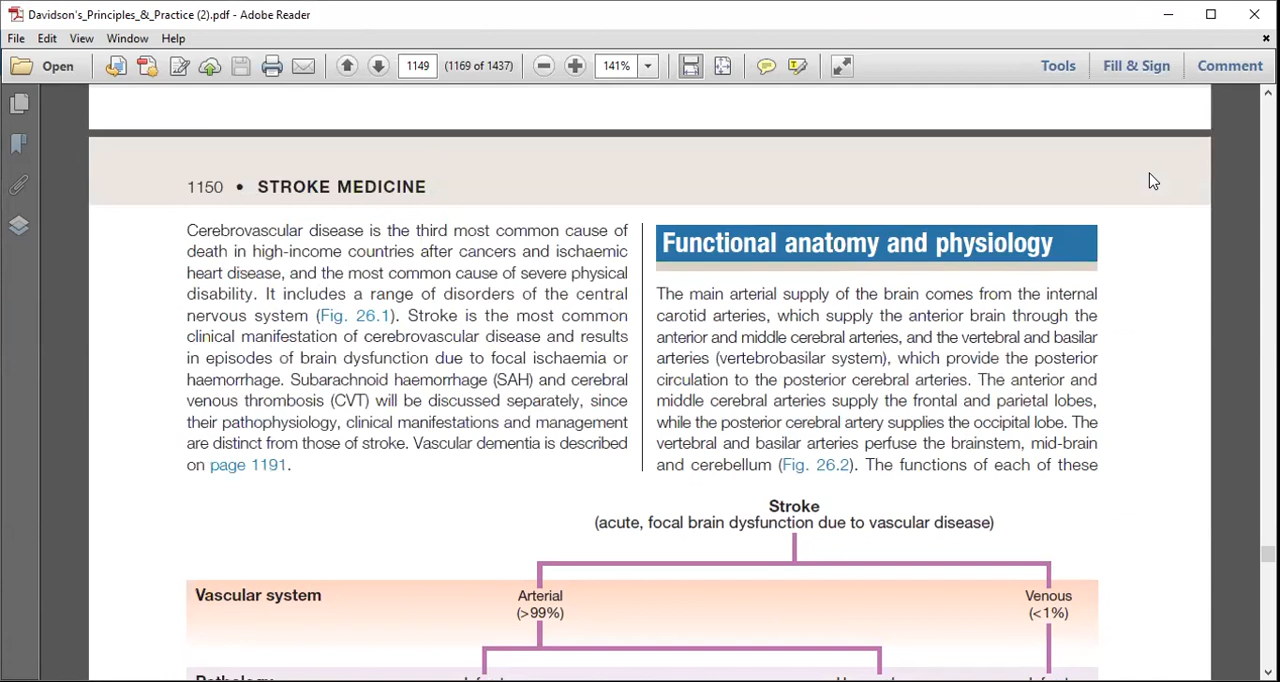 Davidson's_Principles_&_Practice (2).pdf - Adobe Reader
File Edit View Window Help
Open 1149 (1169 of 1437) 141% Tools Fill & Sign Comment
1150 • STROKE MEDICINE
Cerebrovascular disease is the third most common cause of
death in high-income countries after cancers and ischaemic
heart disease, and the most common cause of severe physical
disability. It includes a range of disorders of the central
nervous system (Fig. 26.1). Stroke is the most common
clinical manifestation of cerebrovascular disease and results
in episodes of brain dysfunction due to focal ischaemia or
haemorrhage. Subarachnoid haemorrhage (SAH) and cerebral
venous thrombosis (CVT) will be discussed separately, since
their pathophysiology, clinical manifestations and management
are distinct from those of stroke. Vascular dementia is described
on page 1191.
Functional anatomy and physiology
The main arterial supply of the brain comes from the internal
carotid arteries, which supply the anterior brain through the
anterior and middle cerebral arteries, and the vertebral and basilar
arteries (vertebrobasilar system), which provide the posterior
circulation to the posterior cerebral arteries. The anterior and
middle cerebral arteries supply the frontal and parietal lobes,
while the posterior cerebral artery supplies the occipital lobe. The
vertebral and basilar arteries perfuse the brainstem, mid-brain
and cerebellum (Fig. 26.2). The functions of each of these
Stroke
(acute, focal brain dysfunction due to vascular disease)
Vascular system
Arterial
(>99%)
Venous
(<1%)